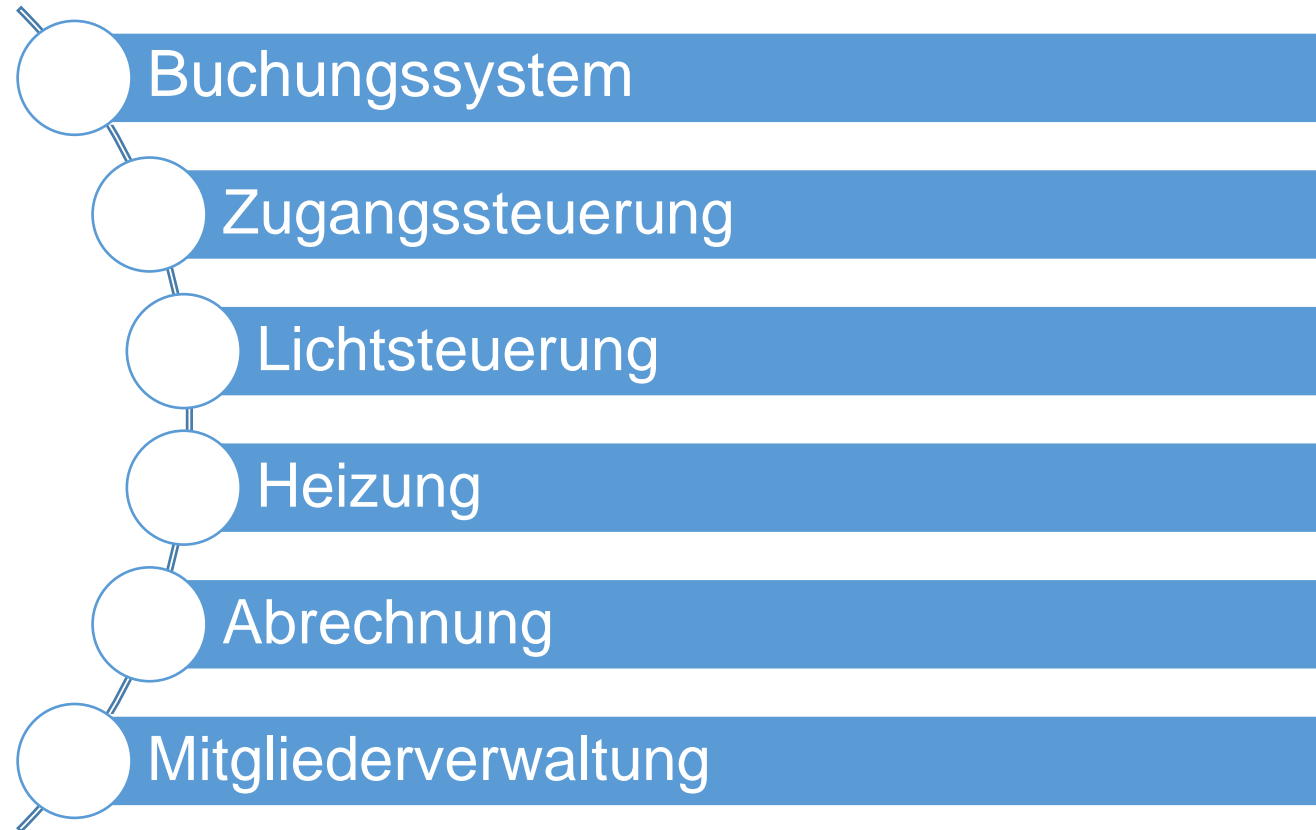 Buchungssystem
Zugangssteuerung
Lichtsteuerung
Heizung
Abrechnung
Mitgliederverwaltung